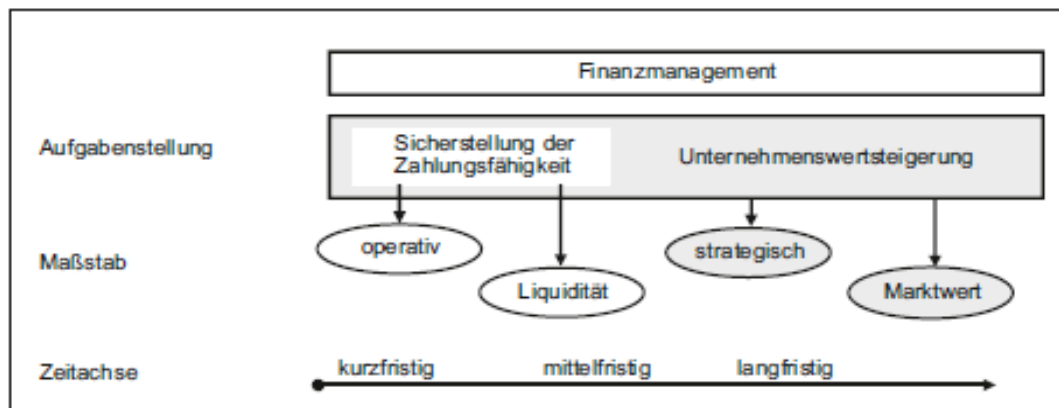 Finanzmanagement
Aufgabenstellung
Sicherstellung der
Zahlungsfähigkeit
Unternehmenswertsteigerung
Maßstab
operativ
Liquidität
strategisch
Marktwert
Zeitachse
kurzfristig
mittelfristig
langfristig